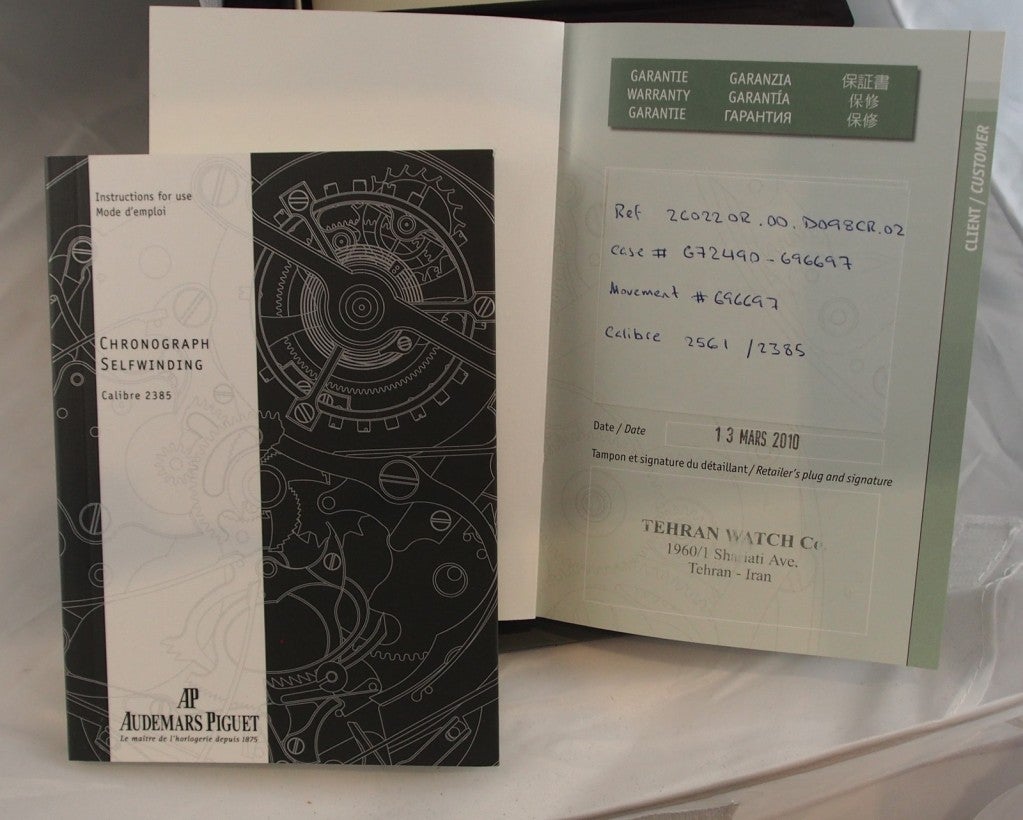 Instructions for use
Mode d'emploi
CHRONOGRAPH
SELFWINDING
Calibre 2385
AP
AUDEMARS PIGUET
Le maître de l'horlogerie depuis 1875
GARANTIE GARANZIA 保証書
WARRANTY GARANTÍA 保修
GARANTIE ГАРАНТИЯ 保修
CLIENT / CUSTOMER
Ref 26022OR.00.D098CR.02
Case # G72490-696697
Movement # 696697
Calibre 2561 / 2385
Date / Date 13 MARS 2010
Tampon et signature du détaillant / Retailer's plug and signature
TEHRAN WATCH Co.
1960/1 Shariati Ave.
Tehran - Iran